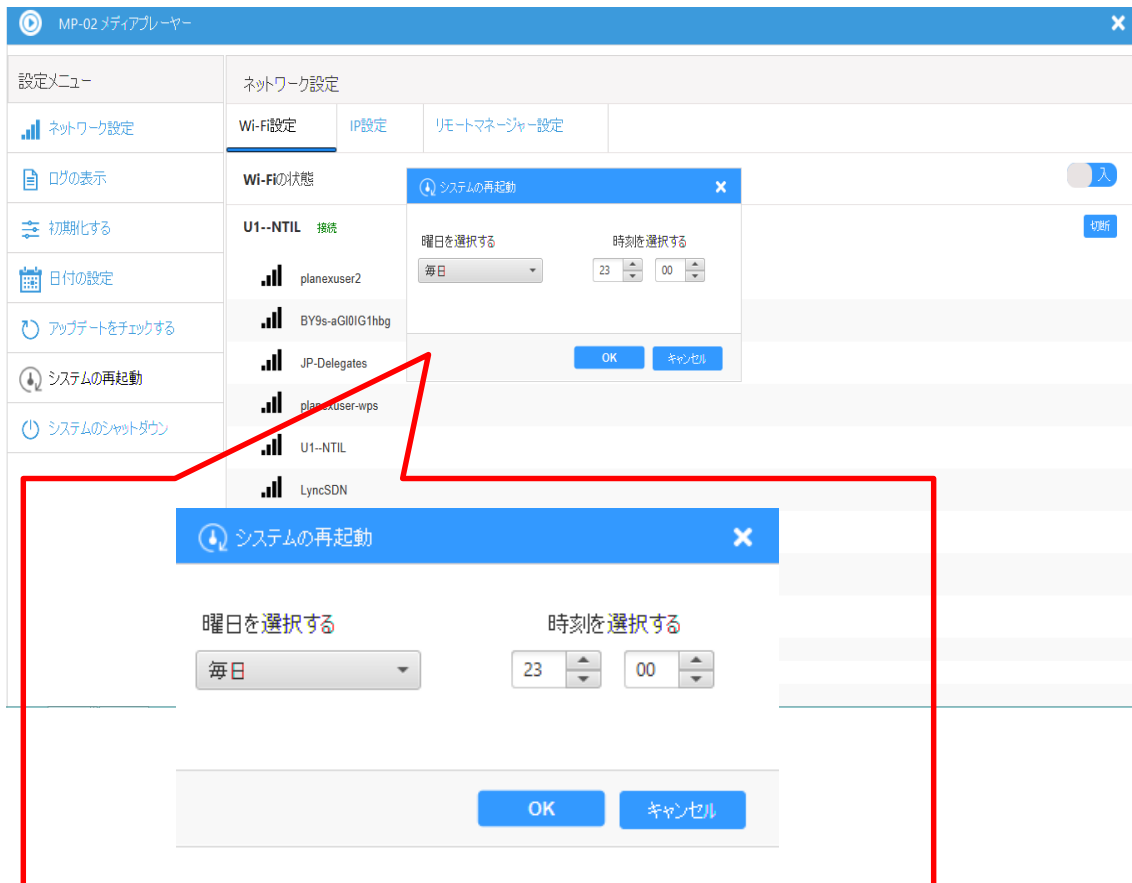 MP-02 メディアプレーヤー
設定メニュー
ネットワーク設定
ログの表示
初期化する
日付の設定
アップデートをチェックする
システムの再起動
システムのシャットダウン
ネットワーク設定
Wi-Fi設定 IP設定 リモートマネージャー設定
Wi-Fiの状態 入
U1--NTIL 接続 切断
planexuser2
BY9s-aGI0IG1hbg
JP-Delegates
planexuser-wps
U1--NTIL
LyncSDN
システムの再起動
曜日を選択する 時刻を選択する
毎日 23 00
OK キャンセル
システムの再起動
曜日を選択する 時刻を選択する
毎日 23 00
OK キャンセル